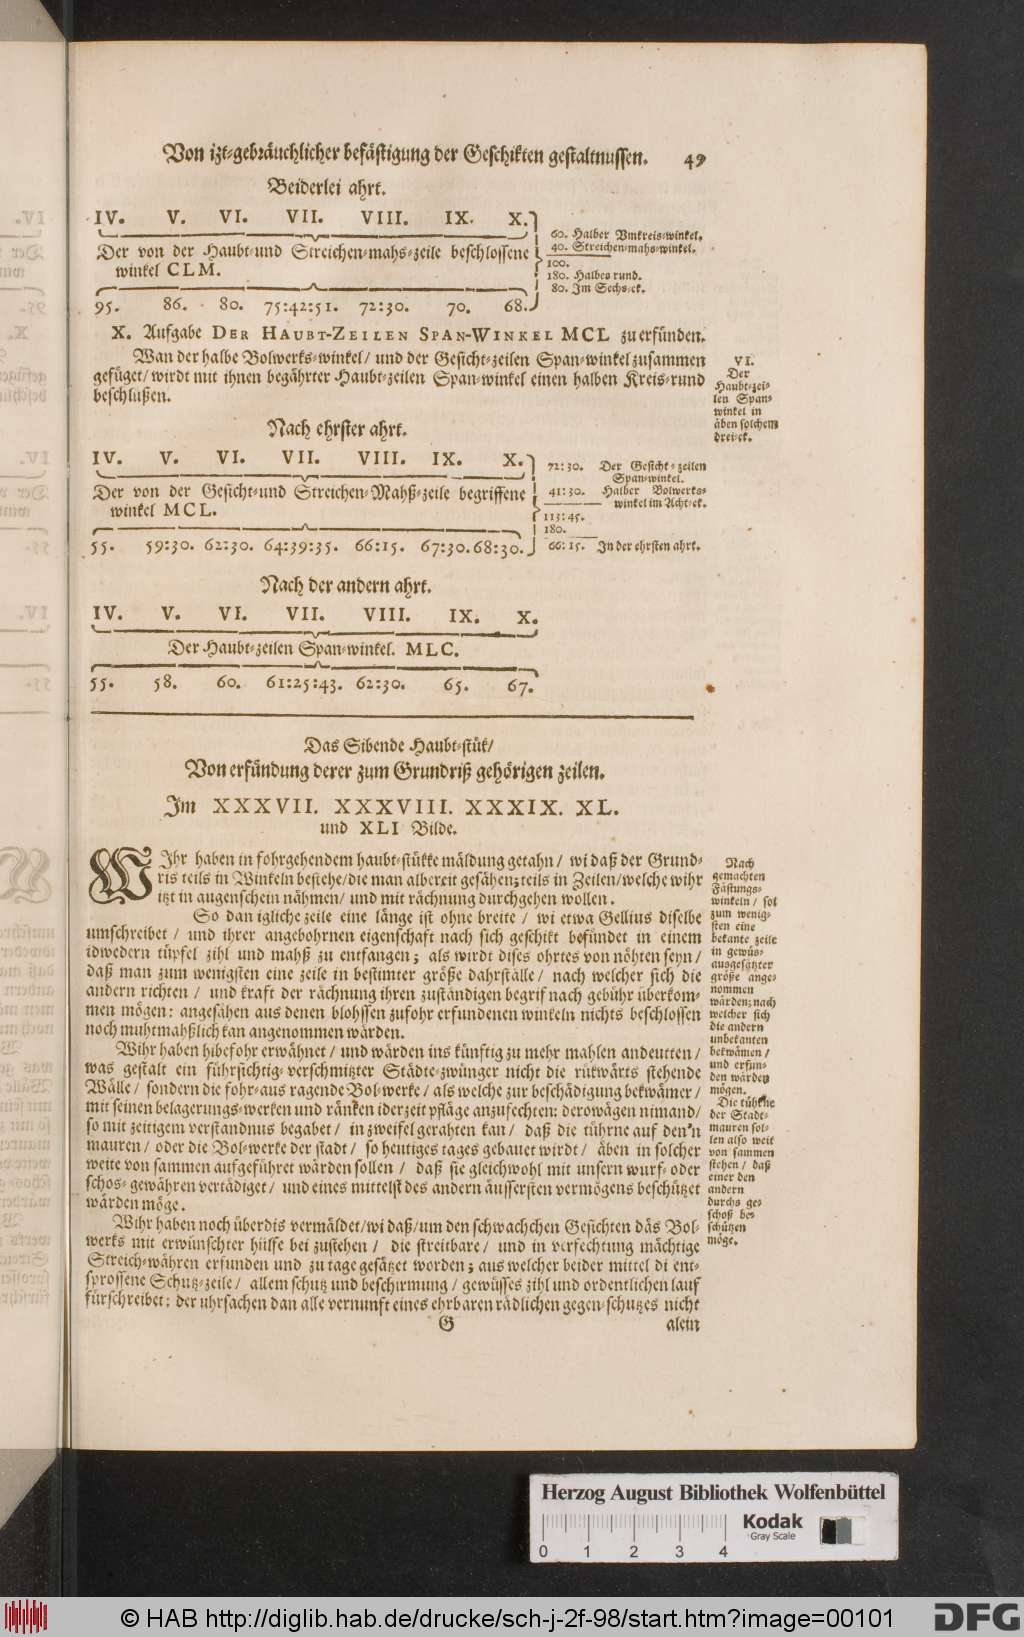 Von izt-gebräuchlicher befästigung der Geschikten gestaltnussen. 49
Beiderlei ahrt.
IV. V. VI. VII. VIII. IX. X.
Der von der Haubt-und Streichen-mahs-zeile beschlossene
winkel CLM.
95. 86. 80. 75:42:51. 72:30. 70. 68.
60. Halber Vmkreis-winkel.
40. Streichen-mahs-winkel.
100.
180. Halbes rund.
80. Im Sechs-ek.
X. Aufgabe DER HAUBT-ZEILEN SPAN-WINKEL MCL zu erfünden.
Wan der halbe Bolwerks-winkel/ und der Gesicht-zeilen Span-winkel zusammen
gefüget/ wirdt mit ihnen begährter Haubt-zeilen Span-winkel einen halben Kreis-rund
beschlußen.
VI.
Der
Haubt-zei-
len Span-
winkel in
äben solchem
drei-ek.
Nach ehrster ahrt.
IV. V. VI. VII. VIII. IX. X.
Der von der Gesicht-und Streichen-Mahß-zeile begriffene
winkel MCL.
55. 59:30. 62:30. 64:39:35. 66:15. 67:30. 68:30.
72:30. Der Gesicht-zeilen
Span-winkel.
41:30. Halber Bolwerks-
winkel im Acht-ek.
113:45.
180.
66:15. In der ehrsten ahrt.
Nach der andern ahrt.
IV. V. VI. VII. VIII. IX. X.
Der Haubt-zeilen Span-winkel. MLC.
55. 58. 60. 61:25:43. 62:30. 65. 67.
Das Sibende Haubt-stük/
Von erfündung derer zum Grundriß gehörigen zeilen.
Im XXXVII. XXXVIII. XXXIX. XL.
und XLI Bilde.
WIhr haben in fohrgehendem haubt-stükke mäldung getahn/ wi daß der Grund-
ris teils in Winkeln bestehe/ die man albereit gesähen; teils in Zeilen/ welche wihr
itzt in augenschein nähmen/ und mit rächnung durchgehen wollen.
So dan igliche zeile eine länge ist ohne breite/ wi etwa Gellius diselbe
umschreibet/ und ihrer angebohrnen eigenschaft nach sich geschikt befündet in einem
idwedern tüpfel zihl und mahß zu entfangen; als wirdt dises ohrtes von nöhten seyn/
daß man zum wenigsten eine zeile in bestimter größe dahrställe/ nach welcher sich die
andern richten/ und kraft der rächnung ihren zuständigen begrif nach gebühr überkom-
men mögen: angesähen aus denen blohssen zufohr erfundenen winkeln nichts beschlossen
noch muhtmahßlich kan angenommen wärden.
Wihr haben hibefohr erwähnet/ und wärden ins künftig zu mehr mahlen andeutten/
was gestalt ein führsichtig-verschmitzter Städte-zwünger nicht die rükwärts stehende
Wälle/ sondern die fohr-aus ragende Bol-werke/ als welche zur beschädigung bekwämer/
mit seinen belagerungs-werken und ränken iderzeit pfläge anzufechten: derowägen nimand/
so mit zeitigem verstandnus begabet/ in zweifel gerahten kan/ daß die tührne auf den'n
mauren/ oder die Bol-werke der stadt/ so heutiges tages gebauet wirdt/ äben in solcher
weite von sammen aufgeführet wärden sollen/ daß sie gleichwohl mit unsern wurf- oder
schos-gewähren vertädiget/ und eines mittelst des andern äussersten vermögens beschützet
wärden möge.
Wihr haben noch überdis vermäldet/ wi daß/ um den schwachchen Gesichten däs Bol-
werks mit erwünschter hülfe bei zustehen/ die streitbare/ und in verfechtung mächtige
Streich-währen erfunden und zu tage gesätzet worden; aus welcher beider mittel di ent-
sprossene Schutz-zeile/ allem schutz und beschirmung/ gewüsses zihl und ordentlichen lauf
fürschreibet: der uhrsachen dan alle vernunft eines ehrbaren rädlichen gegen-schutzes nicht
G alein
Nach
gemachten
Fästungs-
winkeln/ sol
zum wenig-
sten eine
bekante zeile
in gewüs-
ausgesätzter
größe ange-
nommen
wärden; nach
welcher sich
die andern
unbekanten
bekwämen/
und erfun-
den wärden
mögen.
Die tührne
der Stadt-
mauren sol-
len also weit
von sammen
stehen/ daß
einer den
andern
durchs ge-
schoß be-
schützen
möge.
Herzog August Bibliothek Wolfenbüttel
Kodak
Gray Scale
0 1 2 3 4
© HAB http://diglib.hab.de/drucke/sch-j-2f-98/start.htm?image=00101
DFG